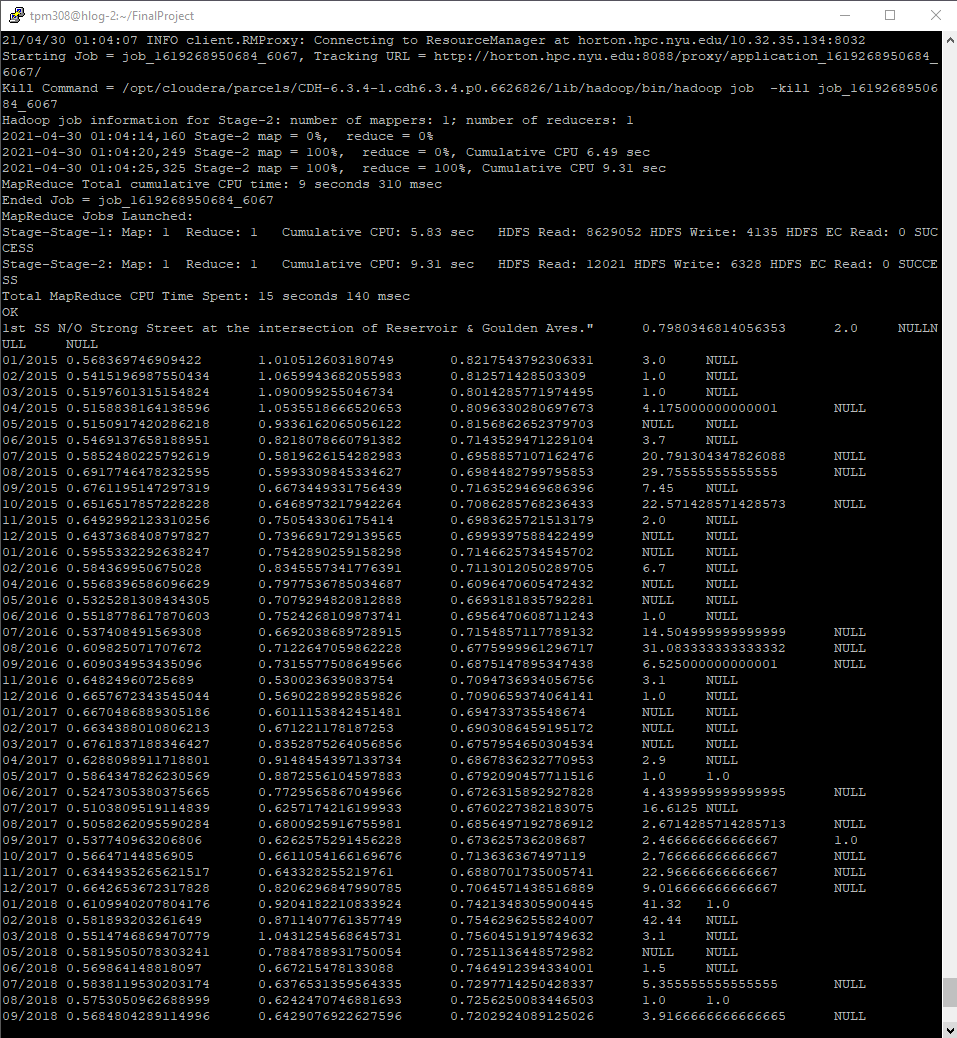 tpm308@hlog-2:~/FinalProject
21/04/30 01:04:07 INFO client.RMProxy: Connecting to ResourceManager at horton.hpc.nyu.edu/10.32.35.134:8032
Starting Job = job_1619268950684_6067, Tracking URL = http://horton.hpc.nyu.edu:8088/proxy/application_1619268950684_
6067/
Kill Command = /opt/cloudera/parcels/CDH-6.3.4-1.cdh6.3.4.p0.6626826/lib/hadoop/bin/hadoop job  -kill job_16192689506
84_6067
Hadoop job information for Stage-2: number of mappers: 1; number of reducers: 1
2021-04-30 01:04:14,160 Stage-2 map = 0%,  reduce = 0%
2021-04-30 01:04:20,249 Stage-2 map = 100%,  reduce = 0%, Cumulative CPU 6.49 sec
2021-04-30 01:04:25,325 Stage-2 map = 100%,  reduce = 100%, Cumulative CPU 9.31 sec
MapReduce Total cumulative CPU time: 9 seconds 310 msec
Ended Job = job_1619268950684_6067
MapReduce Jobs Launched:
Stage-Stage-1: Map: 1  Reduce: 1   Cumulative CPU: 5.83 sec   HDFS Read: 8629052 HDFS Write: 4135 HDFS EC Read: 0 SUC
CESS
Stage-Stage-2: Map: 1  Reduce: 1   Cumulative CPU: 9.31 sec   HDFS Read: 12021 HDFS Write: 6328 HDFS EC Read: 0 SUCCE
SS
Total MapReduce CPU Time Spent: 15 seconds 140 msec
OK
1st SS N/O Strong Street at the intersection of Reservoir & Goulden Aves."	0.7980346814056353	2.0	NULLN
ULL	NULL
01/2015 0.568369746909422	1.010512603180749	0.8217543792306331	3.0	NULL
02/2015 0.5415196987550434	1.0659943682055983	0.812571428503309	1.0	NULL
03/2015 0.5197601315154824	1.090099255046734	0.8014285771974495	1.0	NULL
04/2015 0.5158838164138596	1.0535518666520653	0.8096330280697673	4.175000000000001	NULL
05/2015 0.5150917420286218	0.9336162065056122	0.8156862652379703	NULL	NULL
06/2015 0.5469137658188951	0.8218078660791382	0.7143529471229104	3.7	NULL
07/2015 0.5852480225792619	0.5819626154282983	0.6958857107162476	20.791304347826088	NULL
08/2015 0.6917746478232595	0.5993309845334627	0.6984482799795853	29.75555555555555	NULL
09/2015 0.6761195147297319	0.6673449331756439	0.7163529469686396	7.45	NULL
10/2015 0.6516517857228228	0.6468973217942264	0.7086285768236433	22.571428571428573	NULL
11/2015 0.6492992123310256	0.750543306175414	0.6983625721513179	2.0	NULL
12/2015 0.6437368408797827	0.7396691729139565	0.6999397588422499	NULL	NULL
01/2016 0.5955332292638247	0.7542890259158298	0.7146625734545702	NULL	NULL
02/2016 0.584369950675028	0.8345557341776391	0.7113012050289705	6.7	NULL
04/2016 0.5568396586096629	0.7977536785034687	0.6096470605472432	NULL	NULL
05/2016 0.5325281308434305	0.7079294820812888	0.6693181835792281	NULL	NULL
06/2016 0.5518778617870603	0.7524268109873741	0.6956470608711243	1.0	NULL
07/2016 0.537408491569308	0.6692038689728915	0.7154857117789132	14.504999999999999	NULL
08/2016 0.609825071707672	0.7122647059862228	0.6775999961296717	31.083333333333332	NULL
09/2016 0.609034953435096	0.7315577508649566	0.6875147895347438	6.525000000000001	NULL
11/2016 0.64824960725689	0.530023639083754	0.7094736934056756	3.1	NULL
12/2016 0.6657672343545044	0.5690228992859826	0.7090659374064141	1.0	NULL
01/2017 0.6670486889305186	0.6011153842451481	0.694733735548674	NULL	NULL
02/2017 0.6634388010806213	0.671221178187253	0.6903086459195172	NULL	NULL
03/2017 0.6761837188346427	0.8352875264056856	0.6757954650304534	NULL	NULL
04/2017 0.6288098911718801	0.9148454397133734	0.6867836232770953	2.9	NULL
05/2017 0.5864347826230569	0.8872556104597883	0.6792090457711516	1.0	1.0
06/2017 0.5247305380375665	0.7729565867049966	0.6726315892927828	4.4399999999999995	NULL
07/2017 0.5103809519114839	0.6257174216199933	0.6760227382183075	16.6125 NULL
08/2017 0.5058262095590284	0.6800925916755981	0.6856497192786912	2.6714285714285713	NULL
09/2017 0.537740963206806	0.6262575291456228	0.673625736208687	2.466666666666667	1.0
10/2017 0.56647144856905	0.6611054166169676	0.713636367497119	2.766666666666667	NULL
11/2017 0.6344935265621517	0.643328255219761	0.6880701735005741	22.96666666666667	NULL
12/2017 0.6642653672317828	0.8206296847990785	0.7064571438516889	9.016666666666667	NULL
01/2018 0.6109940207804176	0.9204182210833924	0.7421348305900445	41.32	1.0
02/2018 0.581893203261649	0.8711407761357749	0.7546296255824007	42.44	NULL
03/2018 0.5514746869470779	1.0431254568645731	0.7560451919749632	3.1	NULL
05/2018 0.5819505078303241	0.7884788931750054	0.7251136448572982	NULL	NULL
06/2018 0.569864148818097	0.667215478133088	0.7464912394334001	1.5	NULL
07/2018 0.5838119530203174	0.6376531359564335	0.7297714250428337	5.355555555555555	NULL
08/2018 0.5753050962688999	0.6242470746881693	0.7256250083446503	1.0	1.0
09/2018 0.5684804289114996	0.6429076922627596	0.7202924089125026	3.9166666666666665	NULL